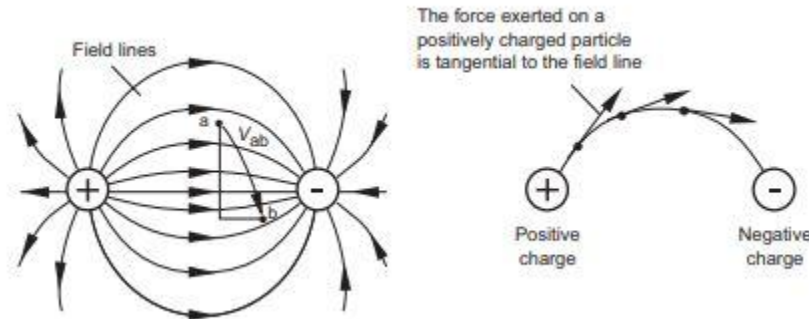 The force exerted on a
positively charged particle
is tangential to the field line
Field lines
a
V_ab
b
+
-
+
-
Positive
charge
Negative
charge